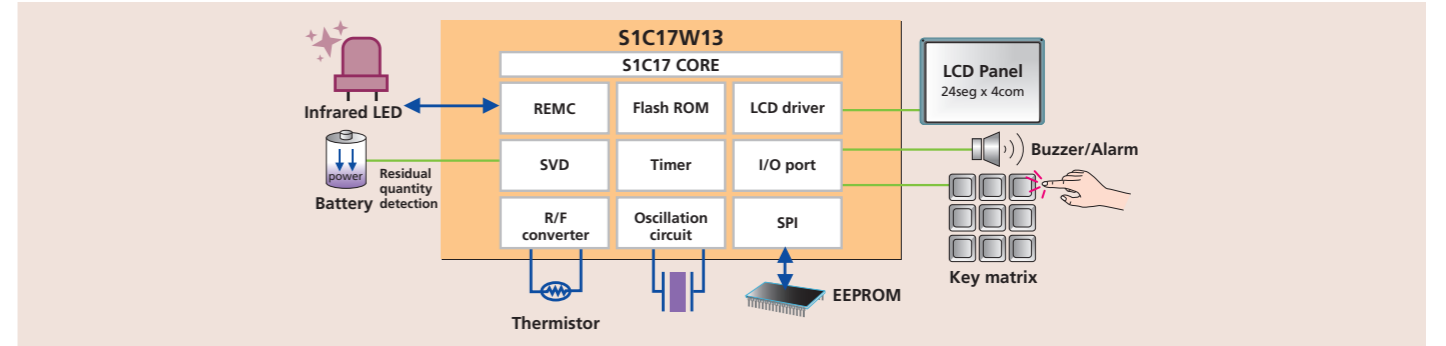 S1C17W13
S1C17 CORE
REMC
Flash ROM
LCD driver
SVD
Timer
I/O port
R/F
converter
Oscillation
circuit
SPI
Infrared LED
power
Battery
Residual
quantity
detection
Thermistor
EEPROM
LCD Panel
24seg x 4com
Buzzer/Alarm
Key matrix